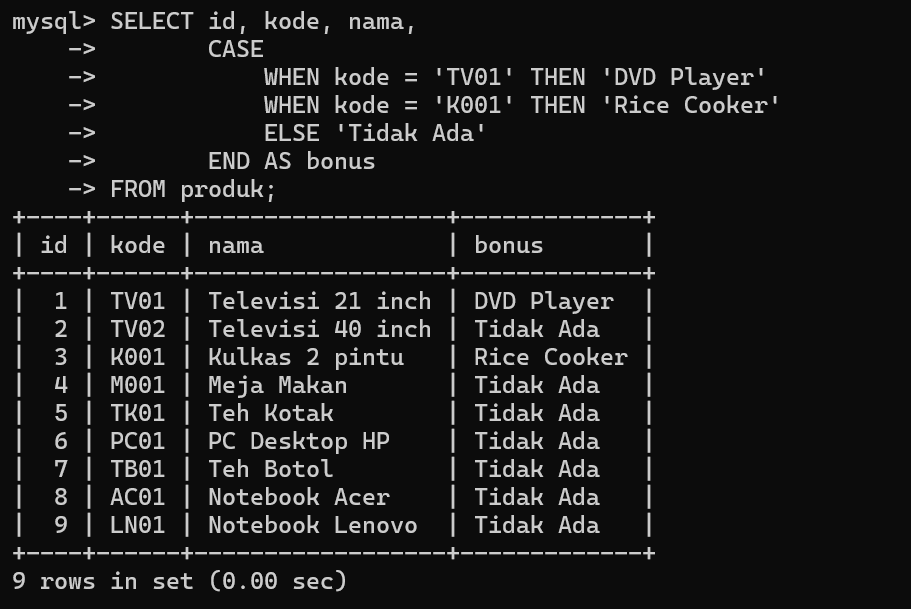 mysql> SELECT id, kode, nama,
    ->        CASE
    ->            WHEN kode = 'TV01' THEN 'DVD Player'
    ->            WHEN kode = 'K001' THEN 'Rice Cooker'
    ->            ELSE 'Tidak Ada'
    ->        END AS bonus
    -> FROM produk;
+----+------+------------------+-------------+
| id | kode | nama             | bonus       |
+----+------+------------------+-------------+
|  1 | TV01 | Televisi 21 inch | DVD Player  |
|  2 | TV02 | Televisi 40 inch | Tidak Ada   |
|  3 | K001 | Kulkas 2 pintu   | Rice Cooker |
|  4 | M001 | Meja Makan       | Tidak Ada   |
|  5 | TK01 | Teh Kotak        | Tidak Ada   |
|  6 | PC01 | PC Desktop HP    | Tidak Ada   |
|  7 | TB01 | Teh Botol        | Tidak Ada   |
|  8 | AC01 | Notebook Acer    | Tidak Ada   |
|  9 | LN01 | Notebook Lenovo  | Tidak Ada   |
+----+------+------------------+-------------+
9 rows in set (0.00 sec)